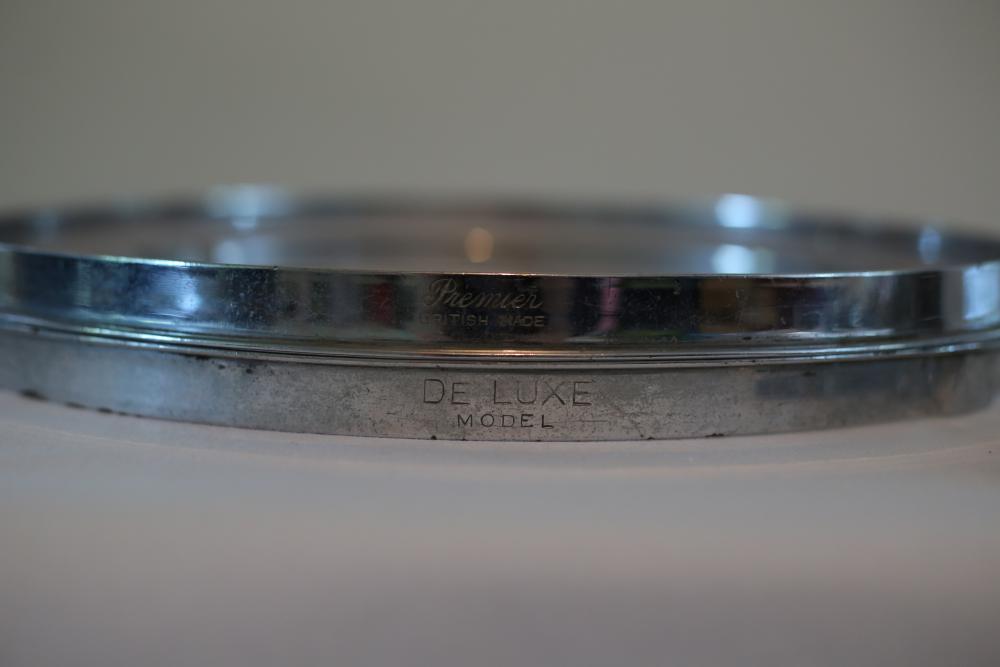 Premier
BRITISH MADE
DE LUXE
MODEL